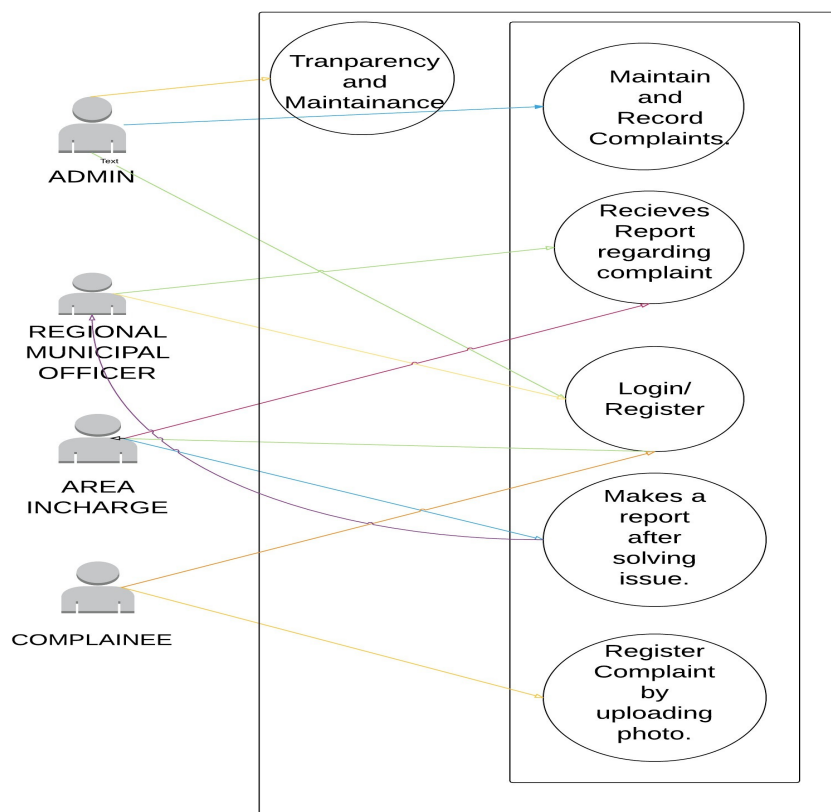 Tranparency
and
Maintainance
Maintain
and
Record
Complaints.
Text
ADMIN
Recieves
Report
regarding
complaint
REGIONAL
MUNICIPAL
OFFICER
Login/
Register
AREA
INCHARGE
Makes a
report
after
solving
issue.
COMPLAINEE
Register
Complaint
by
uploading
photo.